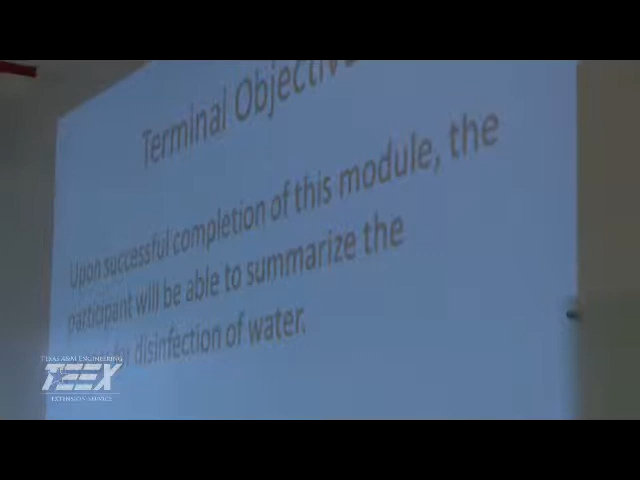 Terminal Objectiv
Upon successful completion of this module, the
participant will be able to summarize the
disinfection of water.
TEXAS A&M ENGINEERING
TEEX
EXTENSION SERVICE